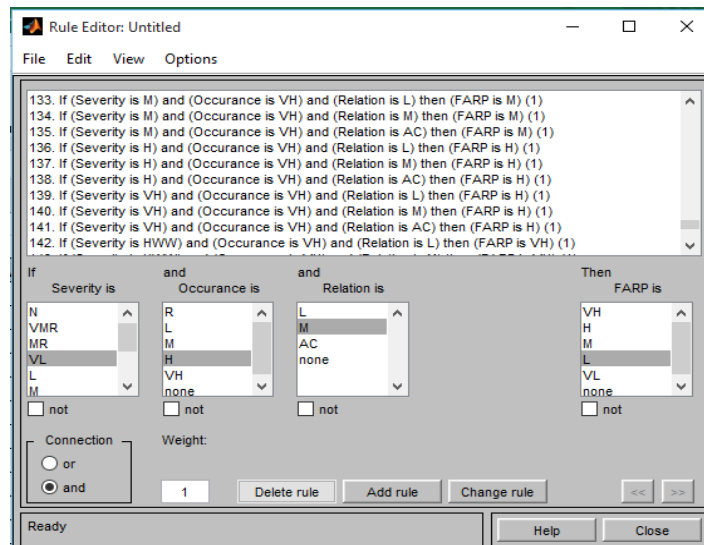 Rule Editor: Untitled
File Edit View Options
133. If (Severity is M) and (Occurance is VH) and (Relation is L) then (FARP is M) (1)
134. If (Severity is M) and (Occurance is VH) and (Relation is M) then (FARP is M) (1)
135. If (Severity is M) and (Occurance is VH) and (Relation is AC) then (FARP is M) (1)
136. If (Severity is H) and (Occurance is VH) and (Relation is L) then (FARP is H) (1)
137. If (Severity is H) and (Occurance is VH) and (Relation is M) then (FARP is H) (1)
138. If (Severity is H) and (Occurance is VH) and (Relation is AC) then (FARP is H) (1)
139. If (Severity is VH) and (Occurance is VH) and (Relation is L) then (FARP is H) (1)
140. If (Severity is VH) and (Occurance is VH) and (Relation is M) then (FARP is H) (1)
141. If (Severity is VH) and (Occurance is VH) and (Relation is AC) then (FARP is H) (1)
142. If (Severity is HWW) and (Occurance is VH) and (Relation is L) then (FARP is VH) (1)
If and and Then
Severity is Occurance is Relation is FARP is
N R L VH
VMR L M H
MR M AC M
VL H none L
L VH VL
M none none
not not not not
Connection Weight:
or
and 1 Delete rule Add rule Change rule << >>
Ready Help Close